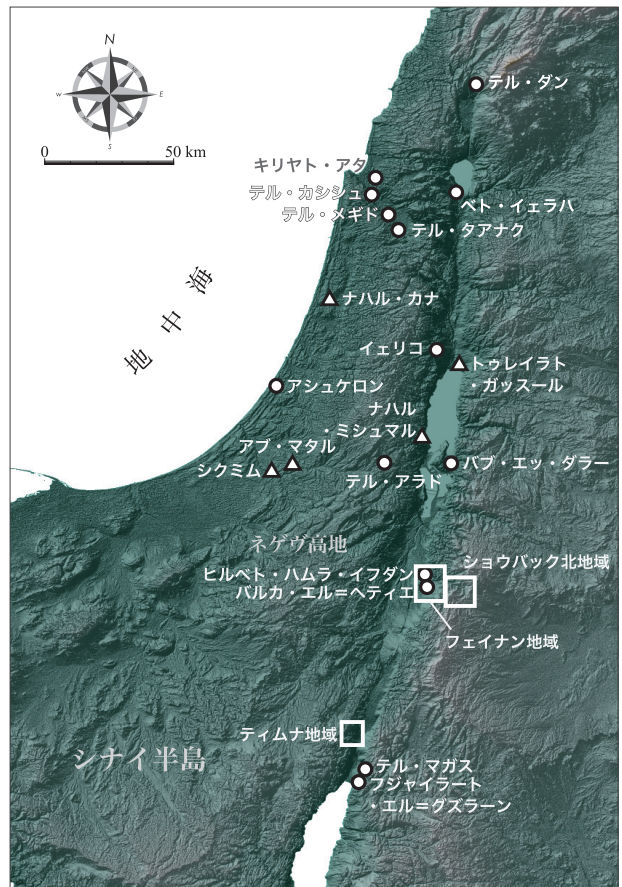 N
W
E
S
0
50 km
テル・ダン
キリヤト・アタ
テル・カシシュ
テル・メギド
ベト・イェラハ
テル・タアナク
地中海
ナハル・カナ
イェリコ
トゥレイラト
・ガッスール
アシュケロン
ナハル
・ミシュマル
アブ・マタル
シクミム
テル・アラド
バブ・エッ・ダラー
ネゲヴ高地
ショウバック北地域
ヒルベト・ハムラ・イフダン
バルカ・エル＝ヘティエ
フェイナン地域
ティムナ地域
シナイ半島
テル・マガス
フジャイラート
・エル＝グズラーン